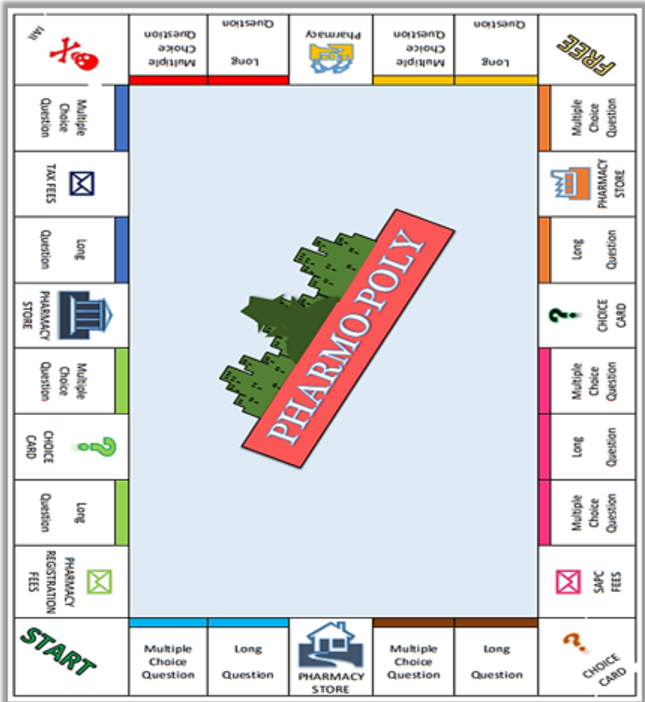 JAIL
Multiple
Choice
Question
Long
Question
Pharmacy
Multiple
Choice
Question
Long
Question
FREE
Multiple
Choice
Question
TAX FEES
Long
Question
PHARMACY
STORE
Multiple
Choice
Question
CHOICE
CARD
Long
Question
PHARMACY
REGISTRATION
FEES
PHARMO-POLY
Multiple
Choice
Question
PHARMACY
STORE
Long
Question
?
CHOICE
CARD
Multiple
Choice
Question
Long
Question
Multiple
Choice
Question
SAPC
FEES
START
Multiple
Choice
Question
Long
Question
PHARMACY
STORE
Multiple
Choice
Question
Long
Question
?
CHOICE
CARD